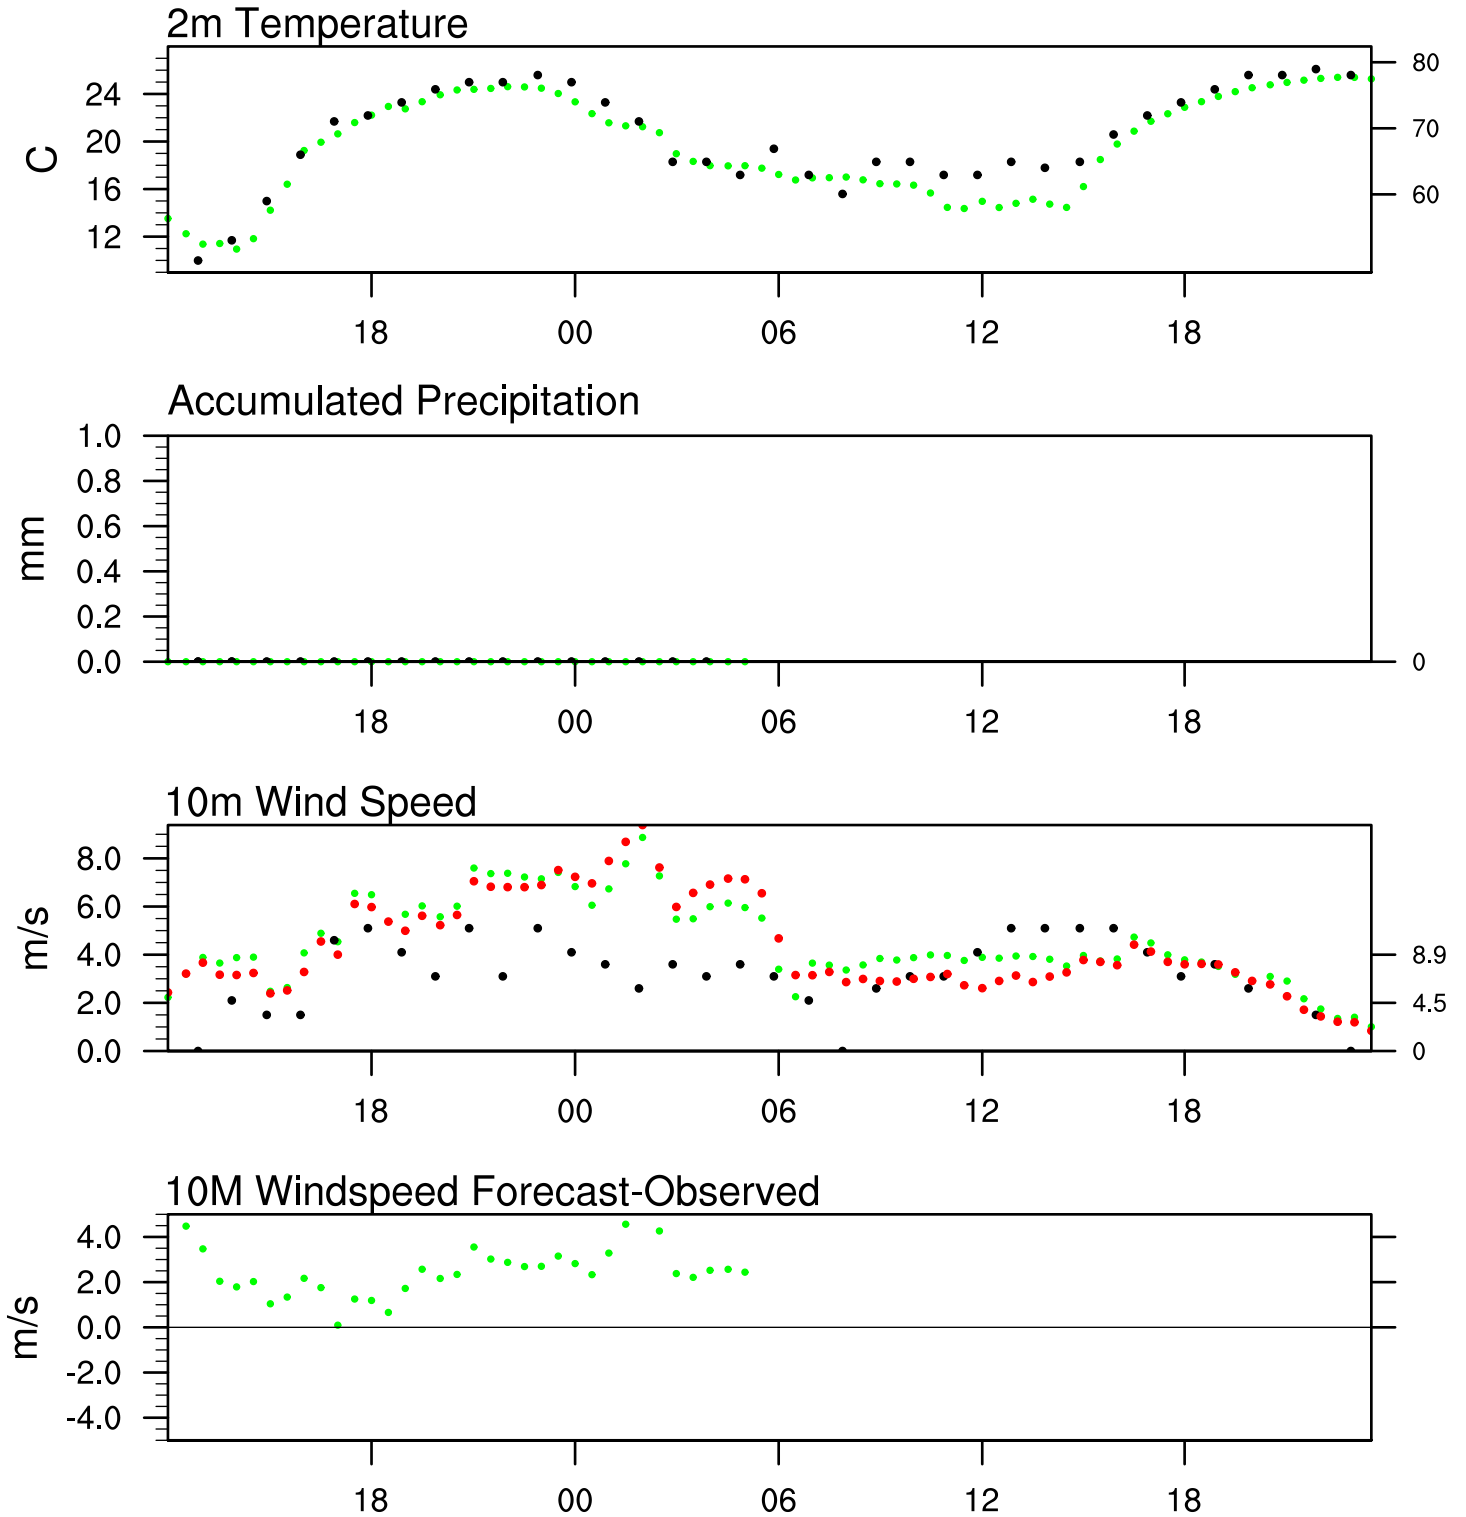 2m Temperature
80
24
70
20
C
16
60
12
18 00 06 12 18
Accumulated Precipitation
1.0
0.8
0.6
mm
0.4
0.2
0.0 0
18 00 06 12 18
10m Wind Speed
8.0
6.0
m/s
4.0 8.9
2.0 4.5
0.0 0
18 00 06 12 18
10M Windspeed Forecast-Observed
4.0
2.0
m/s
0.0
-2.0
-4.0
18 00 06 12 18